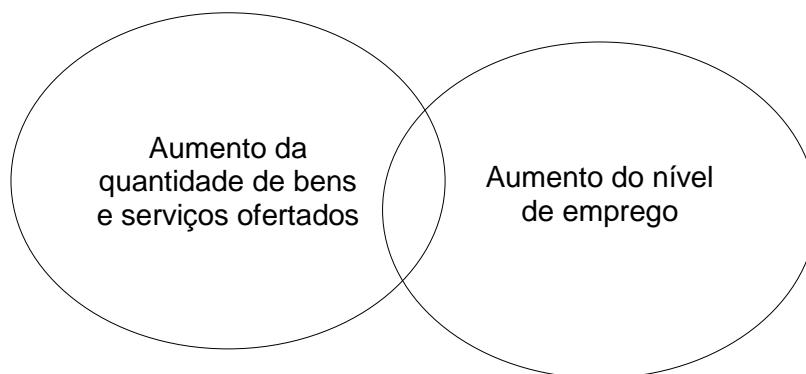 Aumento da
quantidade de bens
e serviços ofertados
Aumento do nível
de emprego